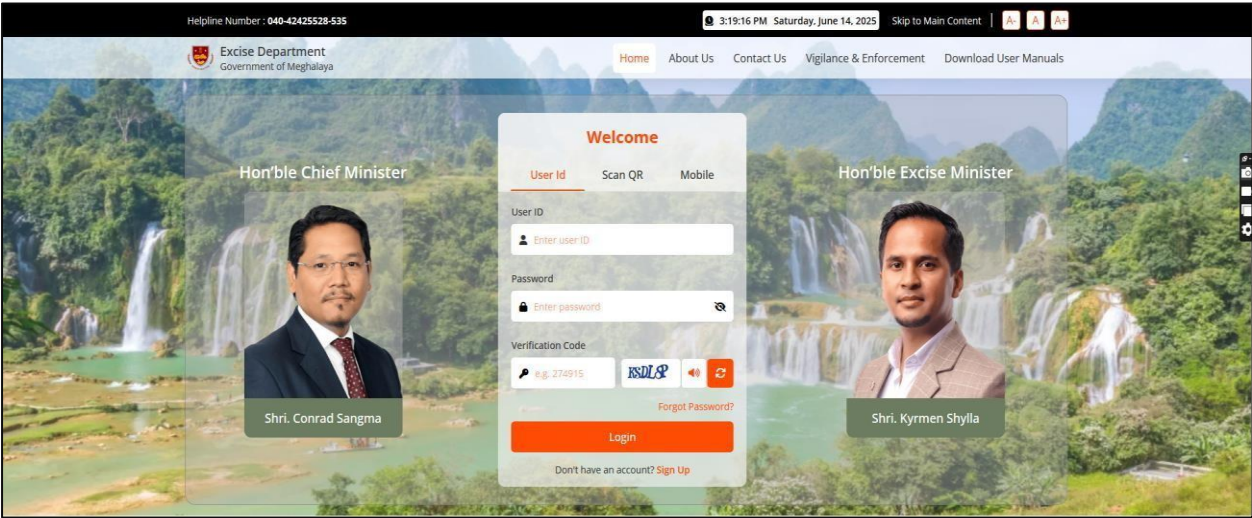 Helpline Number : 040-42425528-535
3:19:16 PM Saturday, June 14, 2025
Skip to Main Content
A- A A+
Excise Department
Government of Meghalaya
Home About Us Contact Us Vigilance & Enforcement Download User Manuals
Hon'ble Chief Minister
Shri. Conrad Sangma
Welcome
User Id Scan QR Mobile
User ID
Enter user ID
Password
Enter password
Verification Code
e.g. 274915
KSDLSP
Forgot Password?
Login
Don't have an account? Sign Up
Hon'ble Excise Minister
Shri. Kyrmen Shylla